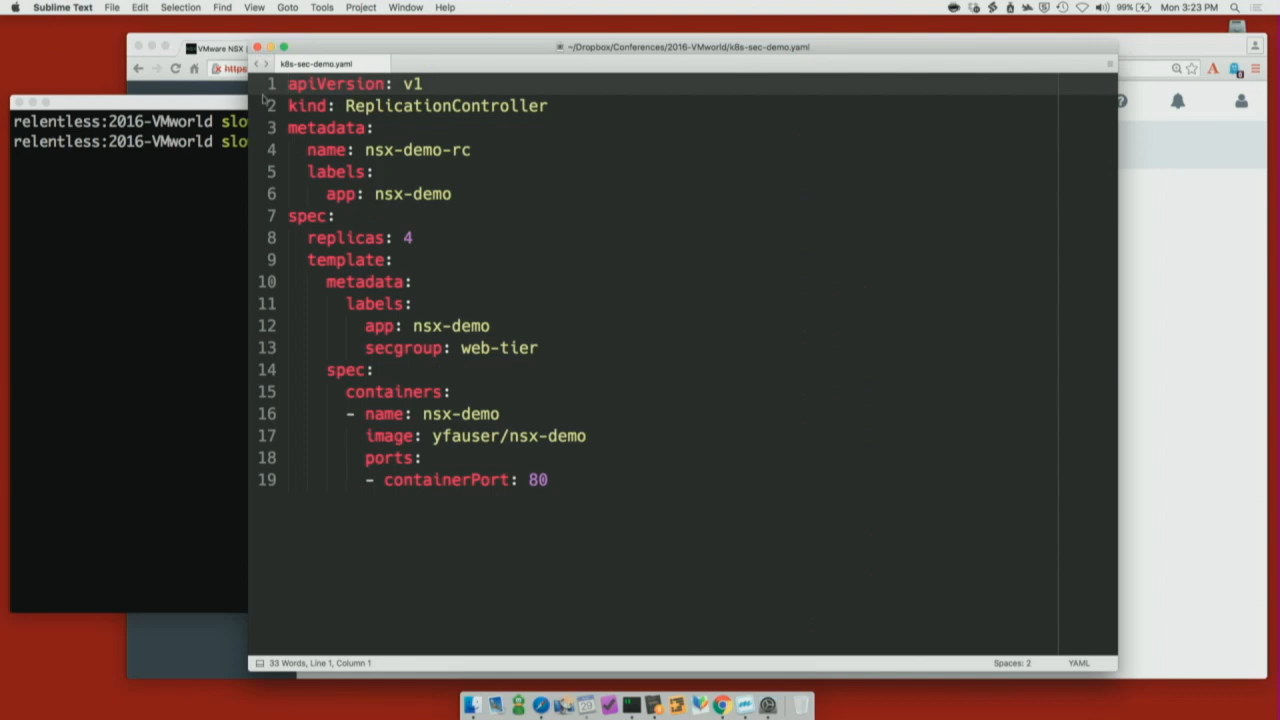 Sublime Text File Edit Selection Find View Goto Tools Project Window Help 99% Mon 3:23 PM
VMware NSX
~/Dropbox/Conferences/2016-VMworld/k8s-sec-demo.yaml
k8s-sec-demo.yaml
https
relentless:2016-VMworld slo
relentless:2016-VMworld slo
1 apiVersion: v1
2 kind: ReplicationController
3 metadata:
4 name: nsx-demo-rc
5 labels:
6 app: nsx-demo
7 spec:
8 replicas: 4
9 template:
10 metadata:
11 labels:
12 app: nsx-demo
13 secgroup: web-tier
14 spec:
15 containers:
16 - name: nsx-demo
17 image: yfauser/nsx-demo
18 ports:
19 - containerPort: 80
33 Words, Line 1, Column 1 Spaces: 2 YAML